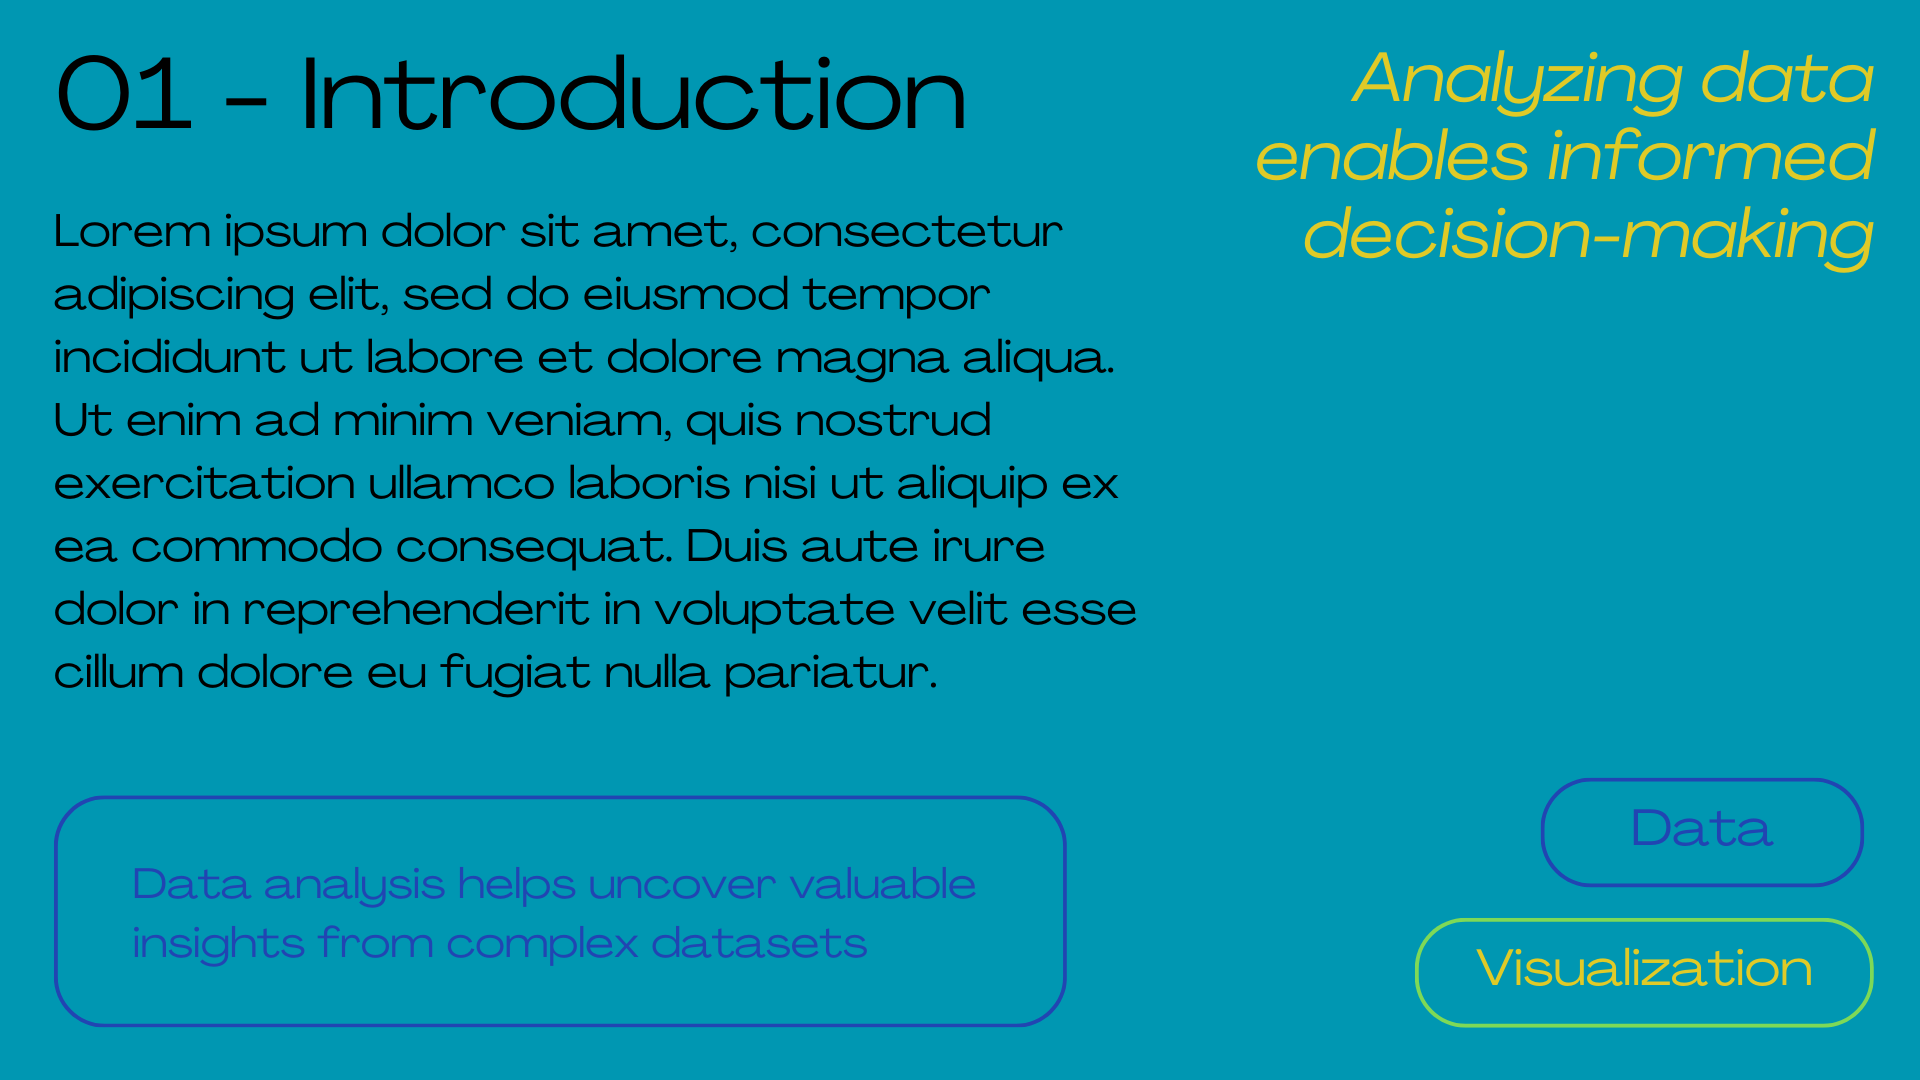 01 - Introduction
Lorem ipsum dolor sit amet, consectetur
adipiscing elit, sed do eiusmod tempor
incididunt ut labore et dolore magna aliqua.
Ut enim ad minim veniam, quis nostrud
exercitation ullamco laboris nisi ut aliquip ex
ea commodo consequat. Duis aute irure
dolor in reprehenderit in voluptate velit esse
cillum dolore eu fugiat nulla pariatur.
Analyzing data
enables informed
decision-making
Data analysis helps uncover valuable
insights from complex datasets
Data
Visualization